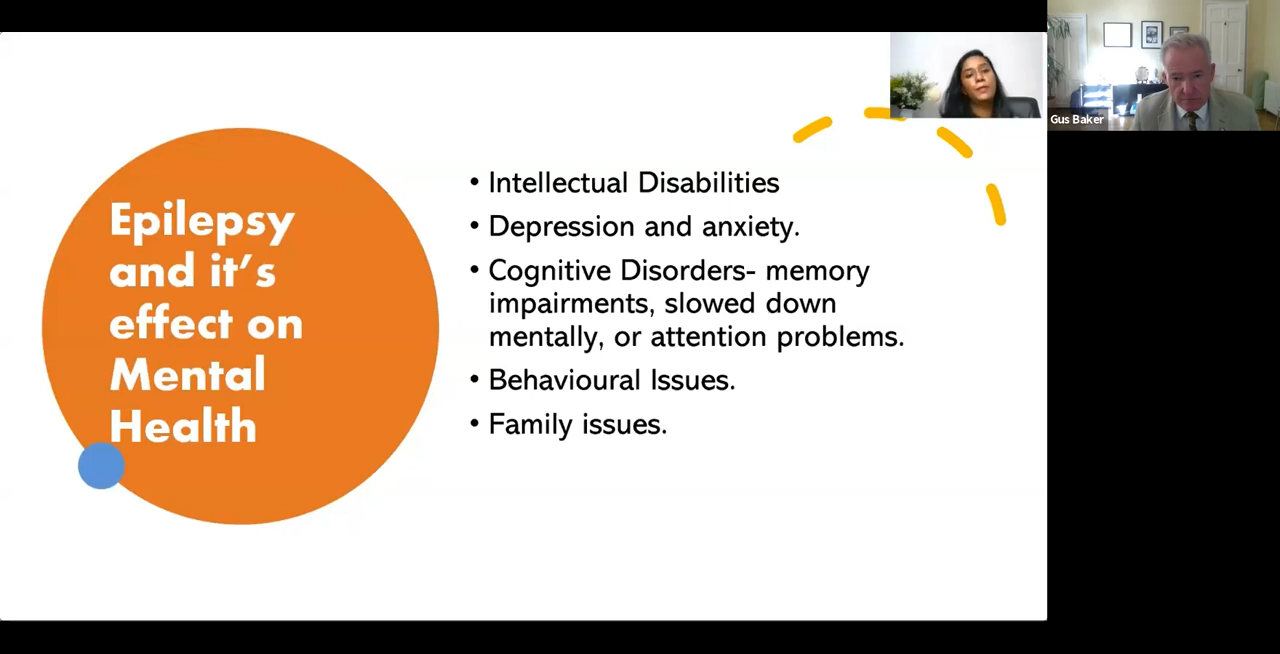 Gus Baker
Epilepsy
and it's
effect on
Mental
Health
• Intellectual Disabilities
• Depression and anxiety.
• Cognitive Disorders- memory
impairments, slowed down
mentally, or attention problems.
• Behavioural Issues.
• Family issues.